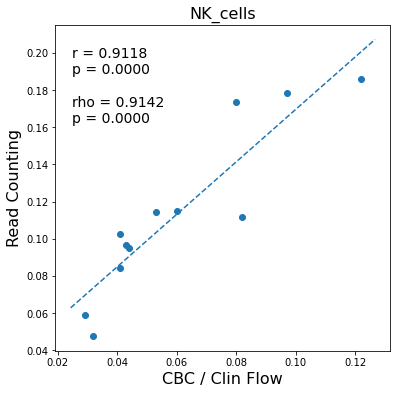 NK_cells
r = 0.9118
p = 0.0000
rho = 0.9142
p = 0.0000
Read Counting
0.20
0.18
0.16
0.14
0.12
0.10
0.08
0.06
0.04
0.02 0.04 0.06 0.08 0.10 0.12
CBC / Clin Flow